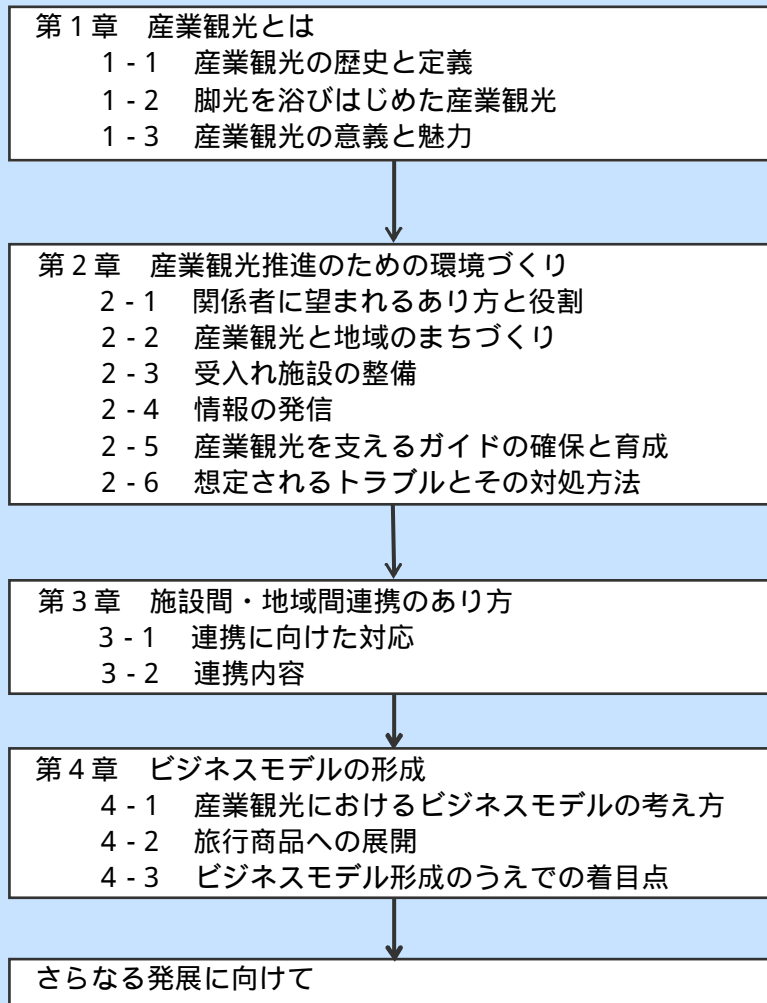 第1章 産業観光とは
1-1 産業観光の歴史と定義
1-2 脚光を浴びはじめた産業観光
1-3 産業観光の意義と魅力
第2章 産業観光推進のための環境づくり
2-1 関係者に望まれるあり方と役割
2-2 産業観光と地域のまちづくり
2-3 受入れ施設の整備
2-4 情報の発信
2-5 産業観光を支えるガイドの確保と育成
2-6 想定されるトラブルとその対処方法
第3章 施設間・地域間連携のあり方
3-1 連携に向けた対応
3-2 連携内容
第4章 ビジネスモデルの形成
4-1 産業観光におけるビジネスモデルの考え方
4-2 旅行商品への展開
4-3 ビジネスモデル形成のうえでの着目点
さらなる発展に向けて